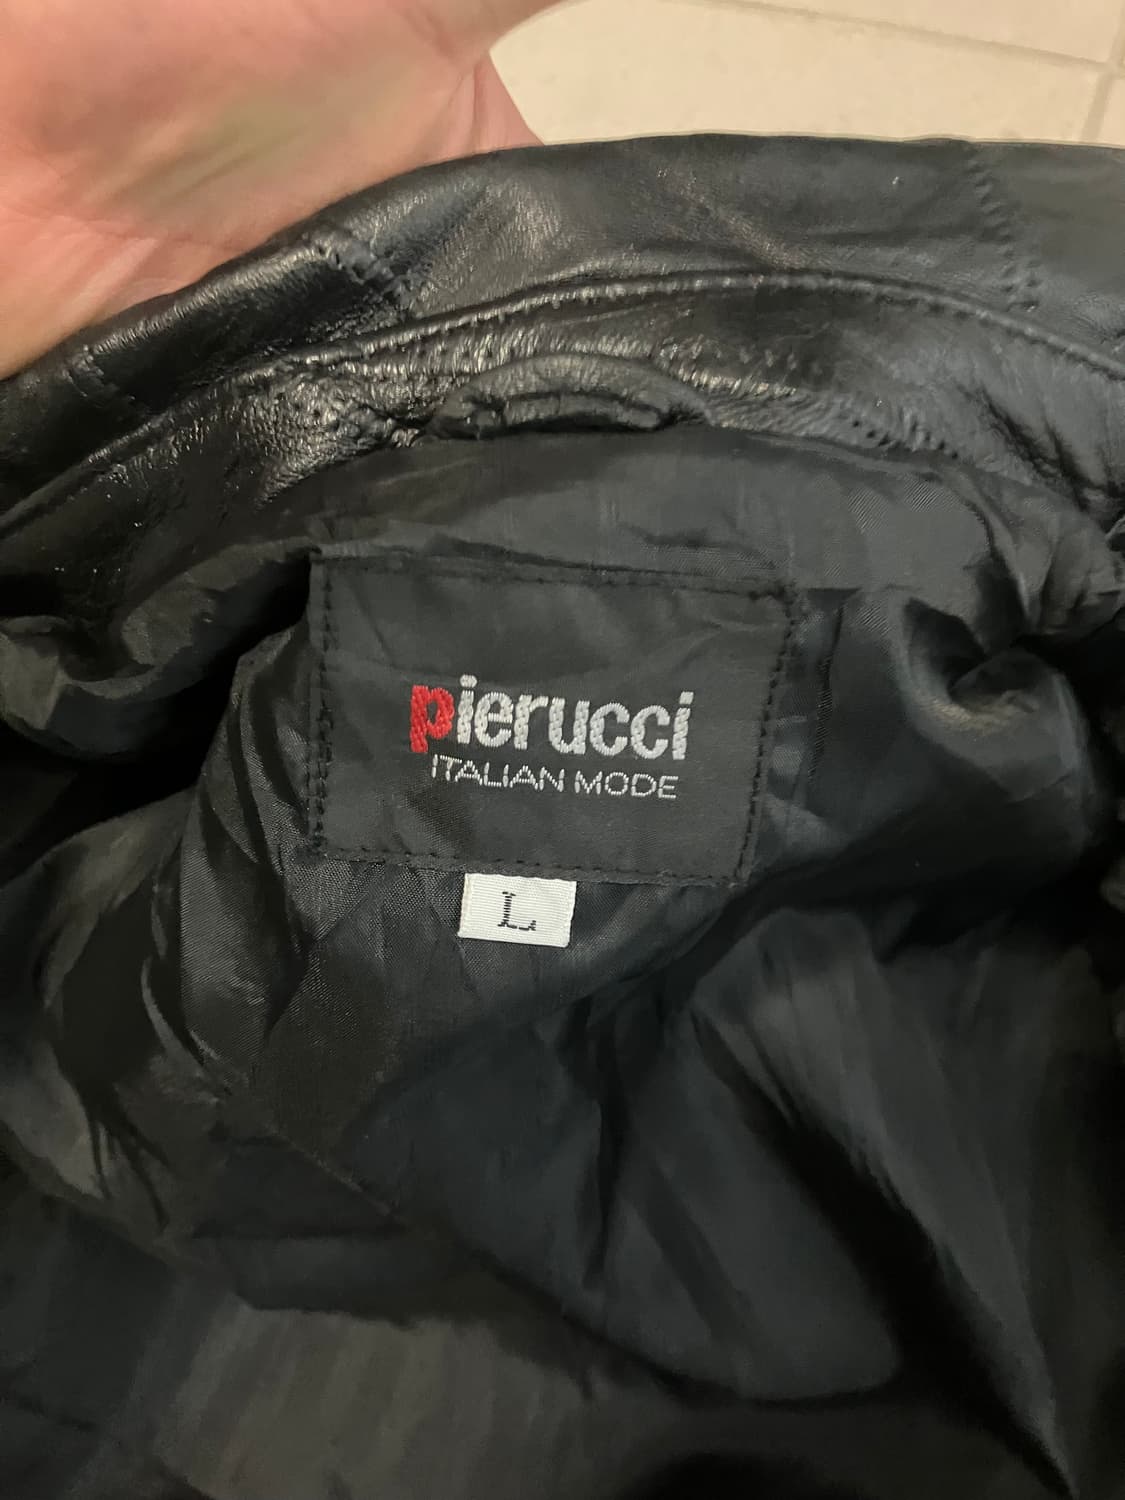 pierucci
ITALIAN MODE
L